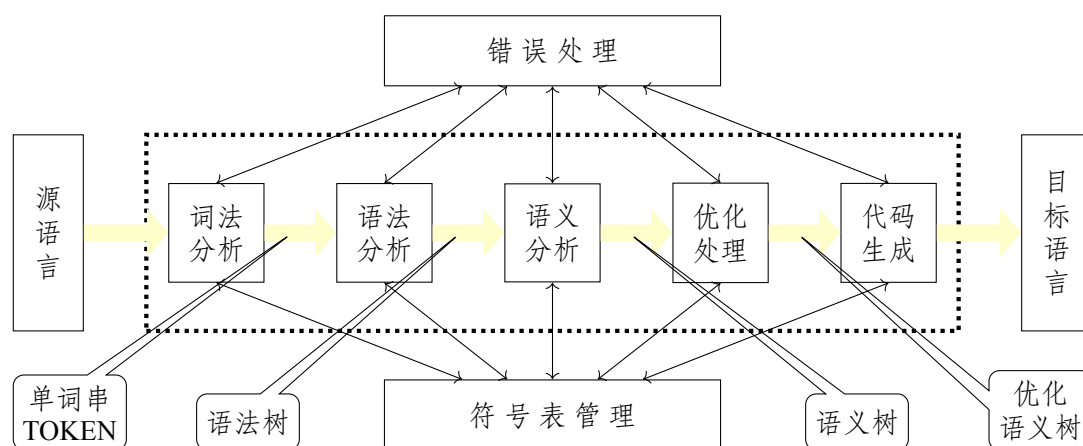 错误处理
源语言
词法
分析
语法
分析
语义
分析
优化
处理
代码
生成
目标语言
单词串
TOKEN
语法树
符号表管理
语义树
优化
语义树